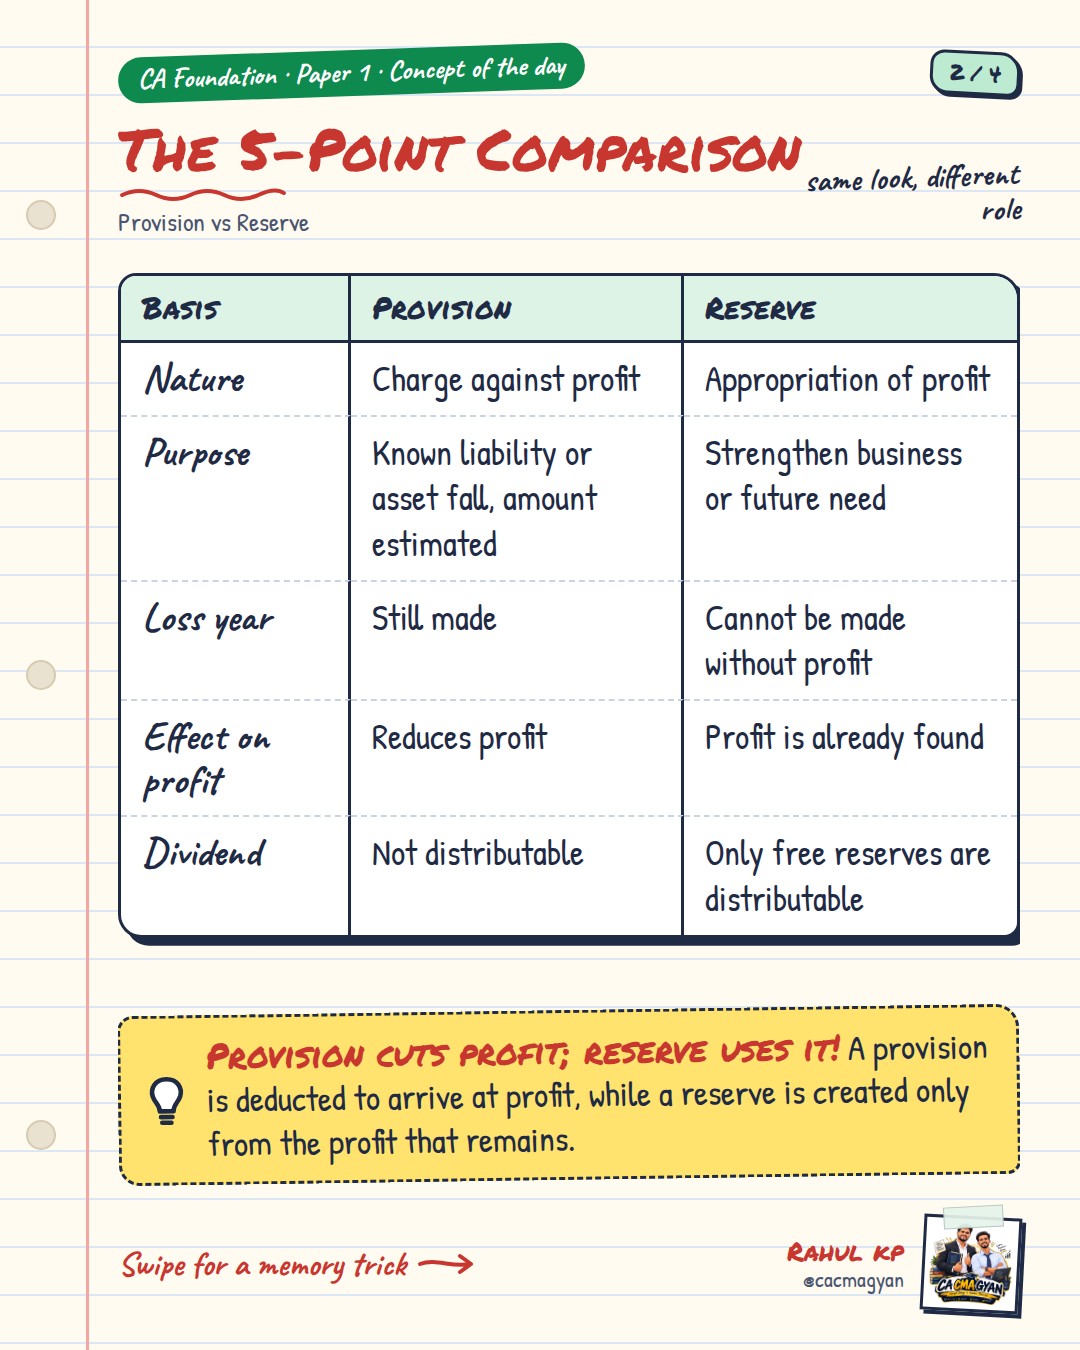 CA Foundation · Paper 1 · Concept of the day
2/4
The 5-Point Comparison
same look, different
role
Provision vs Reserve
Basis
Provision
Reserve
Nature
Charge against profit
Appropriation of profit
Purpose
Known liability or
asset fall, amount
estimated
Strengthen business
or future need
Loss year
Still made
Cannot be made
without profit
Effect on
profit
Reduces profit
Profit is already found
Dividend
Not distributable
Only free reserves are
distributable
Provision cuts profit; reserve uses it! A provision
is deducted to arrive at profit, while a reserve is created only
from the profit that remains.
Swipe for a memory trick
Rahul KP
@cacmagyan
CA CMA GYAN